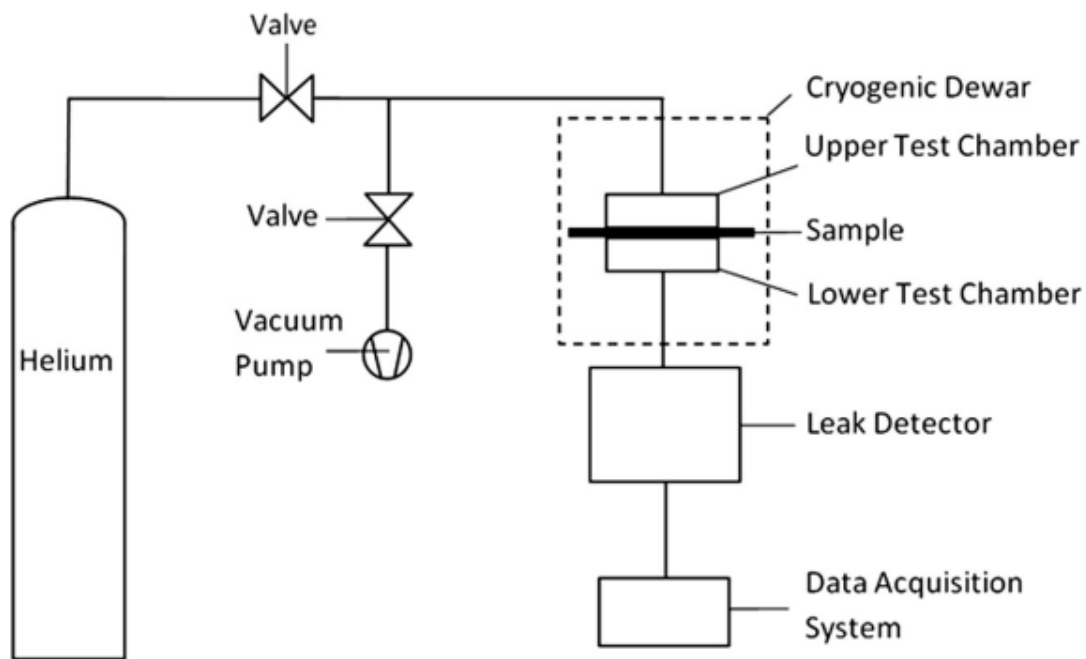 Valve
Cryogenic Dewar
Upper Test Chamber
Valve
Sample
Lower Test Chamber
Vacuum
Pump
Helium
Leak Detector
Data Acquisition
System